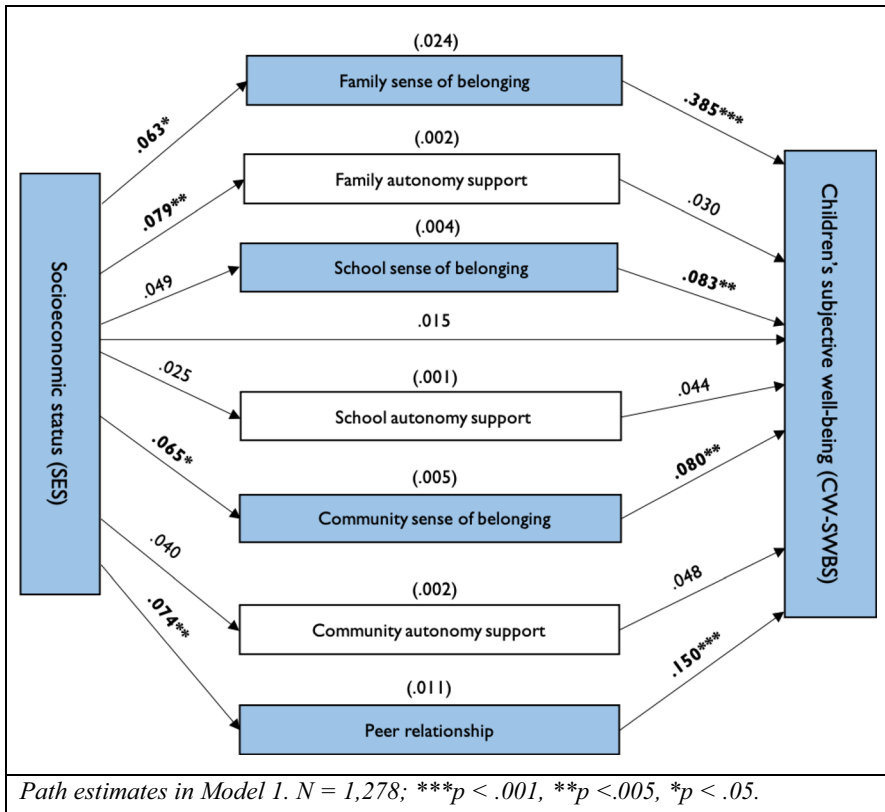 (.024)
Family sense of belonging
.063*
.385***
(.002)
Family autonomy support
.079**
.030
(.004)
School sense of belonging
.049
.083**
.015
Socioeconomic status (SES)
Children's subjective well-being (CW-SWBS)
(.001)
School autonomy support
.025
.044
(.005)
Community sense of belonging
.065*
.080**
(.002)
Community autonomy support
.040
.048
(.011)
Peer relationship
.074**
.150***
Path estimates in Model 1. N = 1,278; ***p < .001, **p <.005, *p < .05.